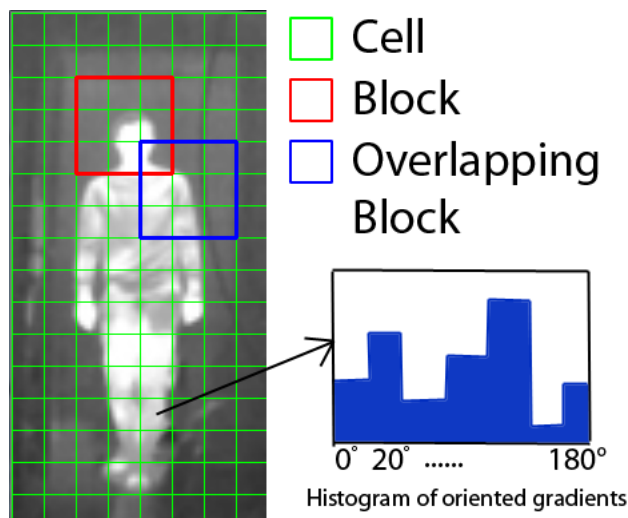 Cell
Block
Overlapping
Block
0° 20° ...... 180°
Histogram of oriented gradients